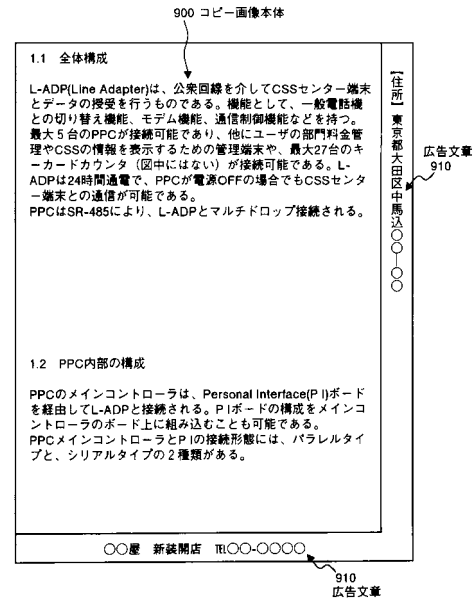 900 コピー画像本体
1.1 全体構成
L-ADP(Line Adapter)は、公衆回線を介してCSSセンター端末
とデータの授受を行うものである。機能として、一般電話機
との切り替え機能、モデム機能、通信制御機能などを持つ。
最大5台のPPCが接続可能であり、他にユーザの部門料金管
理やCSSの情報を表示するための管理端末や、最大27台のキ
ーカードカウンタ（図中にはない）が接続可能である。L-
ADPは24時間通電で、PPCが電源OFFの場合でもCSSセンタ
ー端末との通信が可能である。
PPCはSR-485により、L-ADPとマルチドロップ接続される。
1.2 PPC内部の構成
PPCのメインコントローラは、Personal Interface(P I)ボード
を経由してL-ADPと接続される。P Iボードの構成をメインコ
ントローラのボード上に組み込むことも可能である。
PPCメインコントローラとP Iの接続形態には、パラレルタイ
プと、シリアルタイプの2種類がある。
【住所】東京都大田区中馬込○○―○○
広告文章
910
○○屋 新装開店 ℡○○-○○○○
910
広告文章